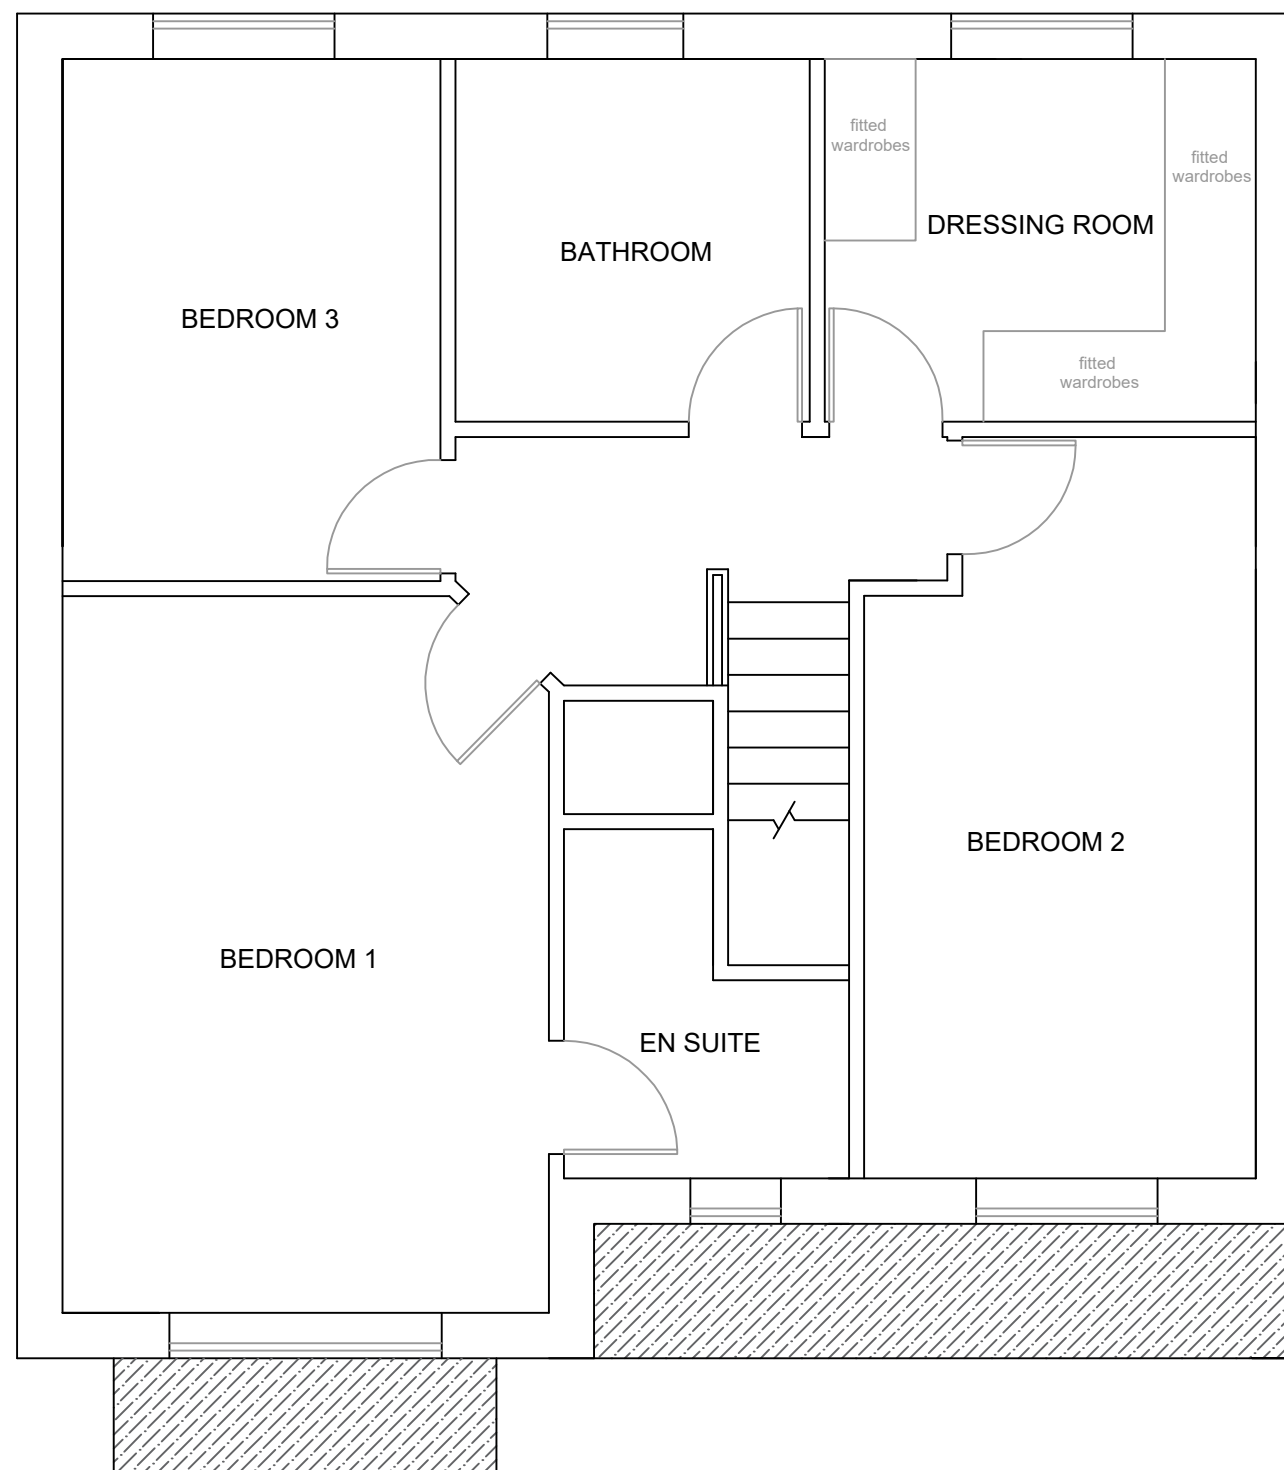 fitted
wardrobes
fitted
wardrobes
DRESSING ROOM
BATHROOM
BEDROOM 3
fitted
wardrobes
BEDROOM 2
BEDROOM 1
EN SUITE